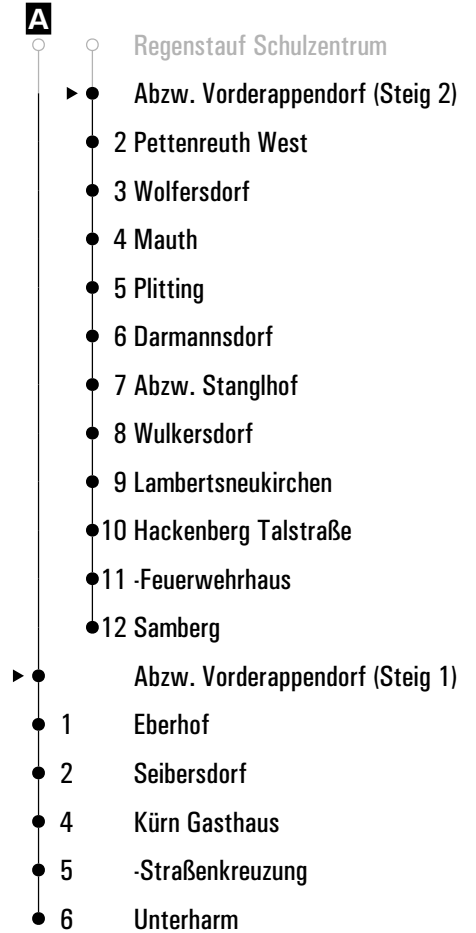 A
Regenstauf Schulzentrum
Abzw. Vorderappendorf (Steig 2)
2 Pettenreuth West
3 Wolfersdorf
4 Mauth
5 Plitting
6 Darmannsdorf
7 Abzw. Stanglhof
8 Wulkersdorf
9 Lambertsneukirchen
10 Hackenberg Talstraße
11 -Feuerwehrhaus
12 Samberg
Abzw. Vorderappendorf (Steig 1)
1 Eberhof
2 Seibersdorf
4 Kürn Gasthaus
5 -Straßenkreuzung
6 Unterharm